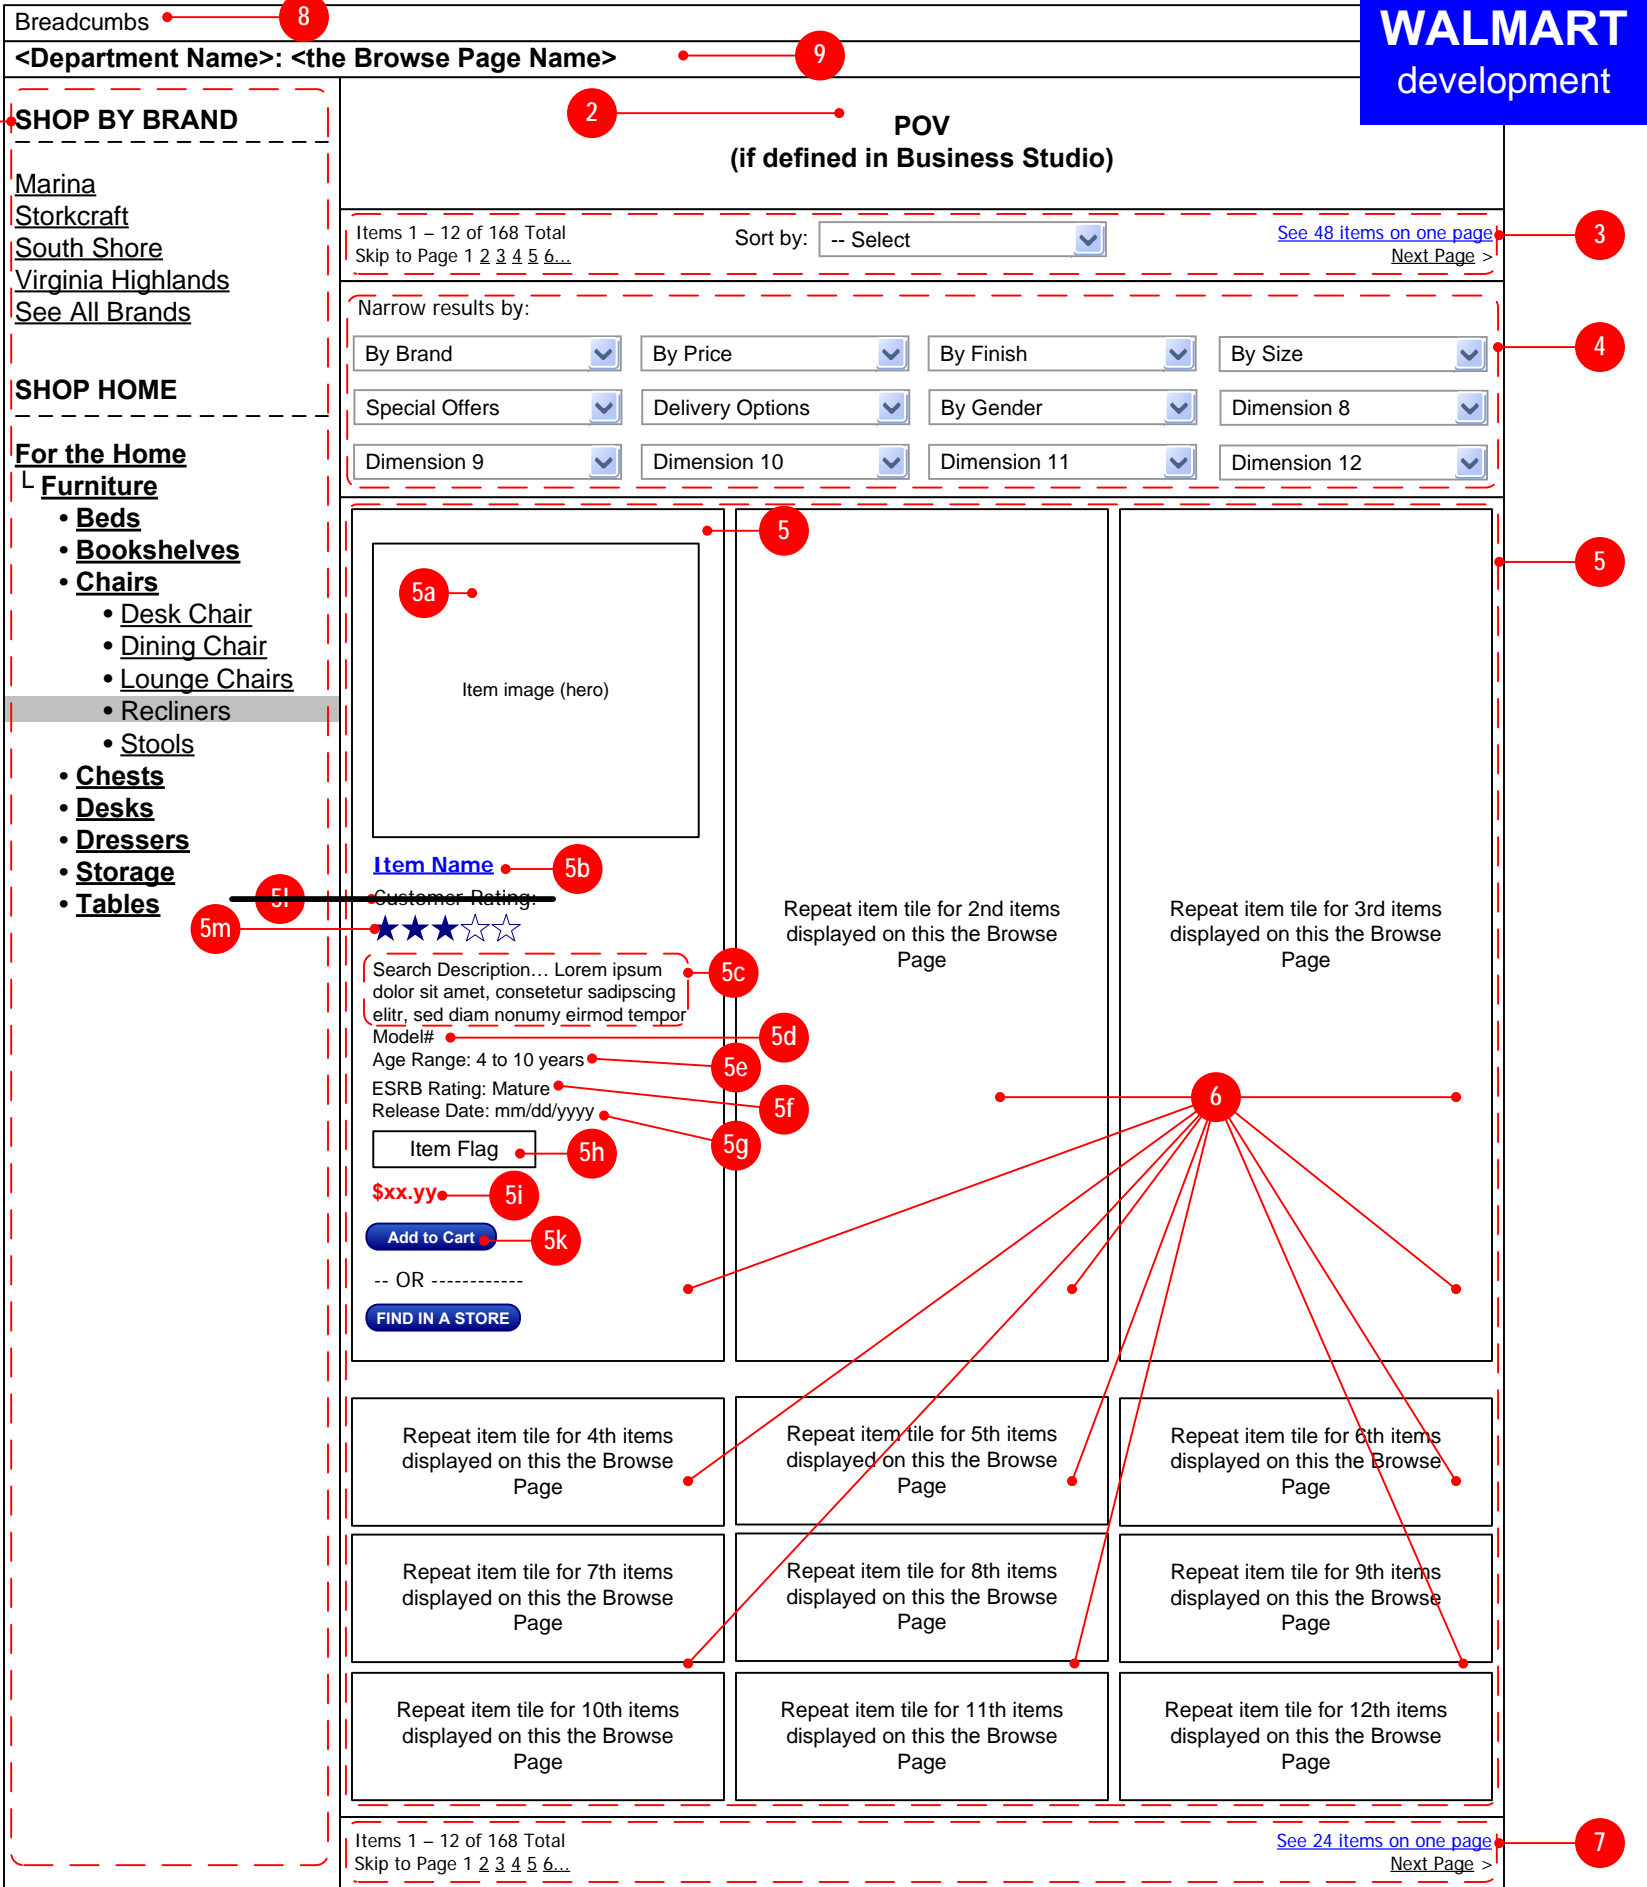 Breadcumbs
8
WALMART
development
<Department Name>: <the Browse Page Name>
9
SHOP BY BRAND
Marina
Storkcraft
South Shore
Virginia Highlands
See All Brands
SHOP HOME
For the Home
└ Furniture
• Beds
• Bookshelves
• Chairs
• Desk Chair
• Dining Chair
• Lounge Chairs
• Recliners
• Stools
• Chests
• Desks
• Dressers
• Storage
• Tables
2
POV
(if defined in Business Studio)
Items 1 – 12 of 168 Total
Skip to Page 1 2 3 4 5 6...
Sort by:
-- Select
See 48 items on one page
Next Page >
3
Narrow results by:
By Brand
By Price
By Finish
By Size
4
Special Offers
Delivery Options
By Gender
Dimension 8
Dimension 9
Dimension 10
Dimension 11
Dimension 12
5
5
5a
Item image (hero)
Item Name
5b
5l
Customer Rating:
5m
Search Description… Lorem ipsum
dolor sit amet, consetetur sadipscing
elitr, sed diam nonumy eirmod tempor
5c
Model#
5d
Age Range: 4 to 10 years
5e
ESRB Rating: Mature
5f
Release Date: mm/dd/yyyy
5g
Item Flag
5h
$xx.yy
5i
Add to Cart
5k
-- OR ------------
FIND IN A STORE
Repeat item tile for 2nd items
displayed on this the Browse
Page
Repeat item tile for 3rd items
displayed on this the Browse
Page
6
Repeat item tile for 4th items
displayed on this the Browse
Page
Repeat item tile for 5th items
displayed on this the Browse
Page
Repeat item tile for 6th items
displayed on this the Browse
Page
Repeat item tile for 7th items
displayed on this the Browse
Page
Repeat item tile for 8th items
displayed on this the Browse
Page
Repeat item tile for 9th items
displayed on this the Browse
Page
Repeat item tile for 10th items
displayed on this the Browse
Page
Repeat item tile for 11th items
displayed on this the Browse
Page
Repeat item tile for 12th items
displayed on this the Browse
Page
Items 1 – 12 of 168 Total
Skip to Page 1 2 3 4 5 6...
See 24 items on one page
Next Page >
7